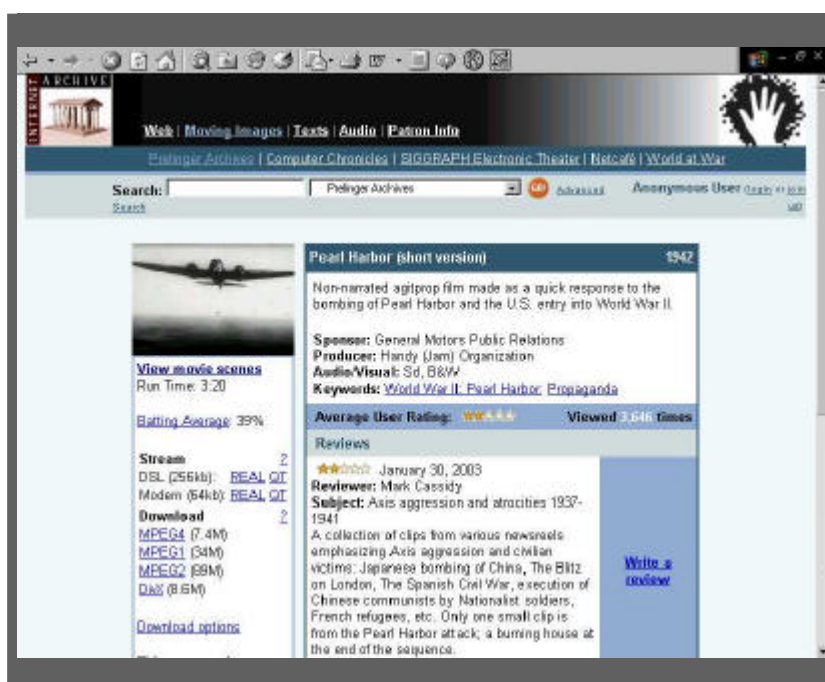 INTERNET ARCHIVE
Web | Moving Images | Texts | Audio | Patron Info
Prelinger Archives | Computer Chronicles | SIGGRAPH Electronic Theater | Netcafé | World at War
Search: Prelinger Archives GO Advanced Anonymous User (login or join us)
Search
Pearl Harbor (short version) 1942
Non-narrated agitprop film made as a quick response to the
bombing of Pearl Harbor and the U.S. entry into World War II.
Sponsor: General Motors Public Relations
Producer: Handy (Jam) Organization
Audio/Visual: Sd, B&W
Keywords: World War II: Pearl Harbor; Propaganda
View movie scenes
Run Time: 3:20
Batting Average: 39%
Stream ?
DSL (256kb): REAL QT
Modem (64kb): REAL QT
Download ?
MPEG4 (7.4M)
MPEG1 (34M)
MPEG2 (89M)
DivX (8.6M)
Download options
Average User Rating: Viewed 3,646 times
Reviews
January 30, 2003
Reviewer: Mark Cassidy
Subject: Axis aggression and atrocities 1937-
1941
A collection of clips from various newsreels
emphasizing Axis aggression and civilian
victims: Japanese bombing of China, The Blitz
on London, The Spanish Civil War, execution of
Chinese communists by Nationalist soldiers,
French refugees, etc. Only one small clip is
from the Pearl Harbor attack; a burning house at
the end of the sequence.
Write a
review